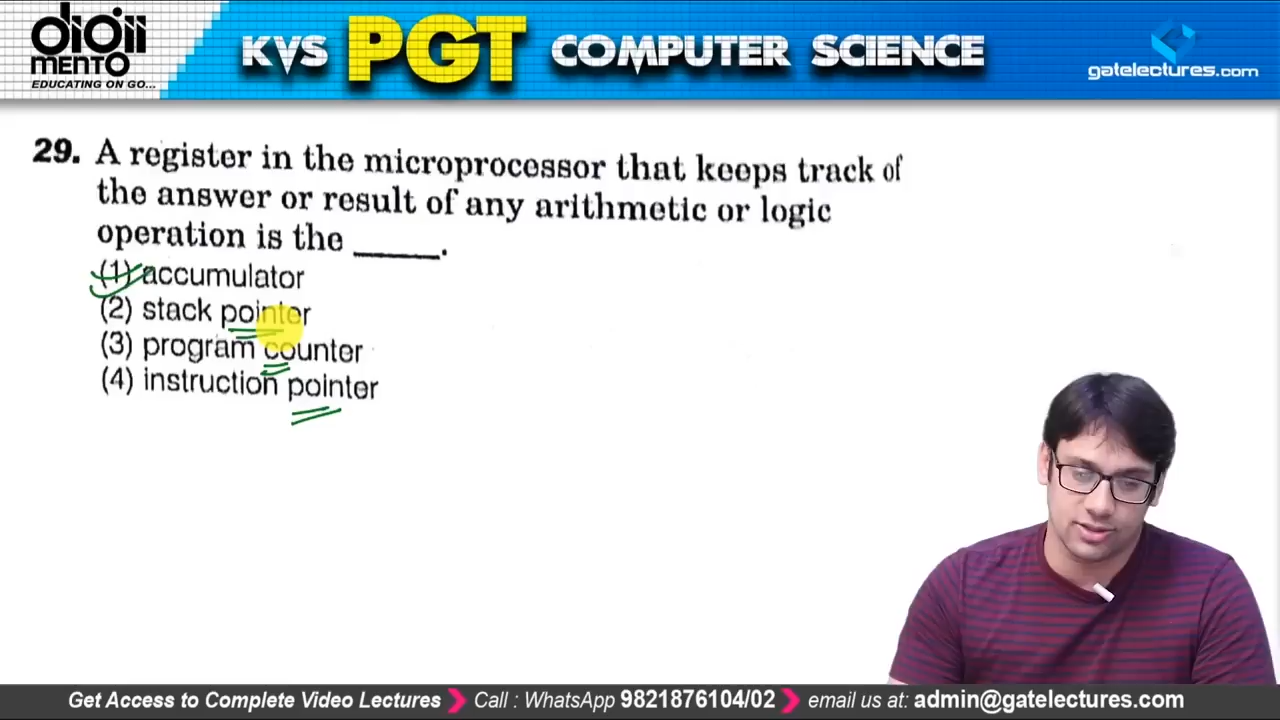 digii
MENTO
EDUCATING ON GO...
KVS PGT COMPUTER SCIENCE
gatelectures.com
29. A register in the microprocessor that keeps track of
the answer or result of any arithmetic or logic
operation is the _____.
(1) accumulator
(2) stack pointer
(3) program counter
(4) instruction pointer
Get Access to Complete Video Lectures Call : WhatsApp 9821876104/02 email us at: admin@gatelectures.com